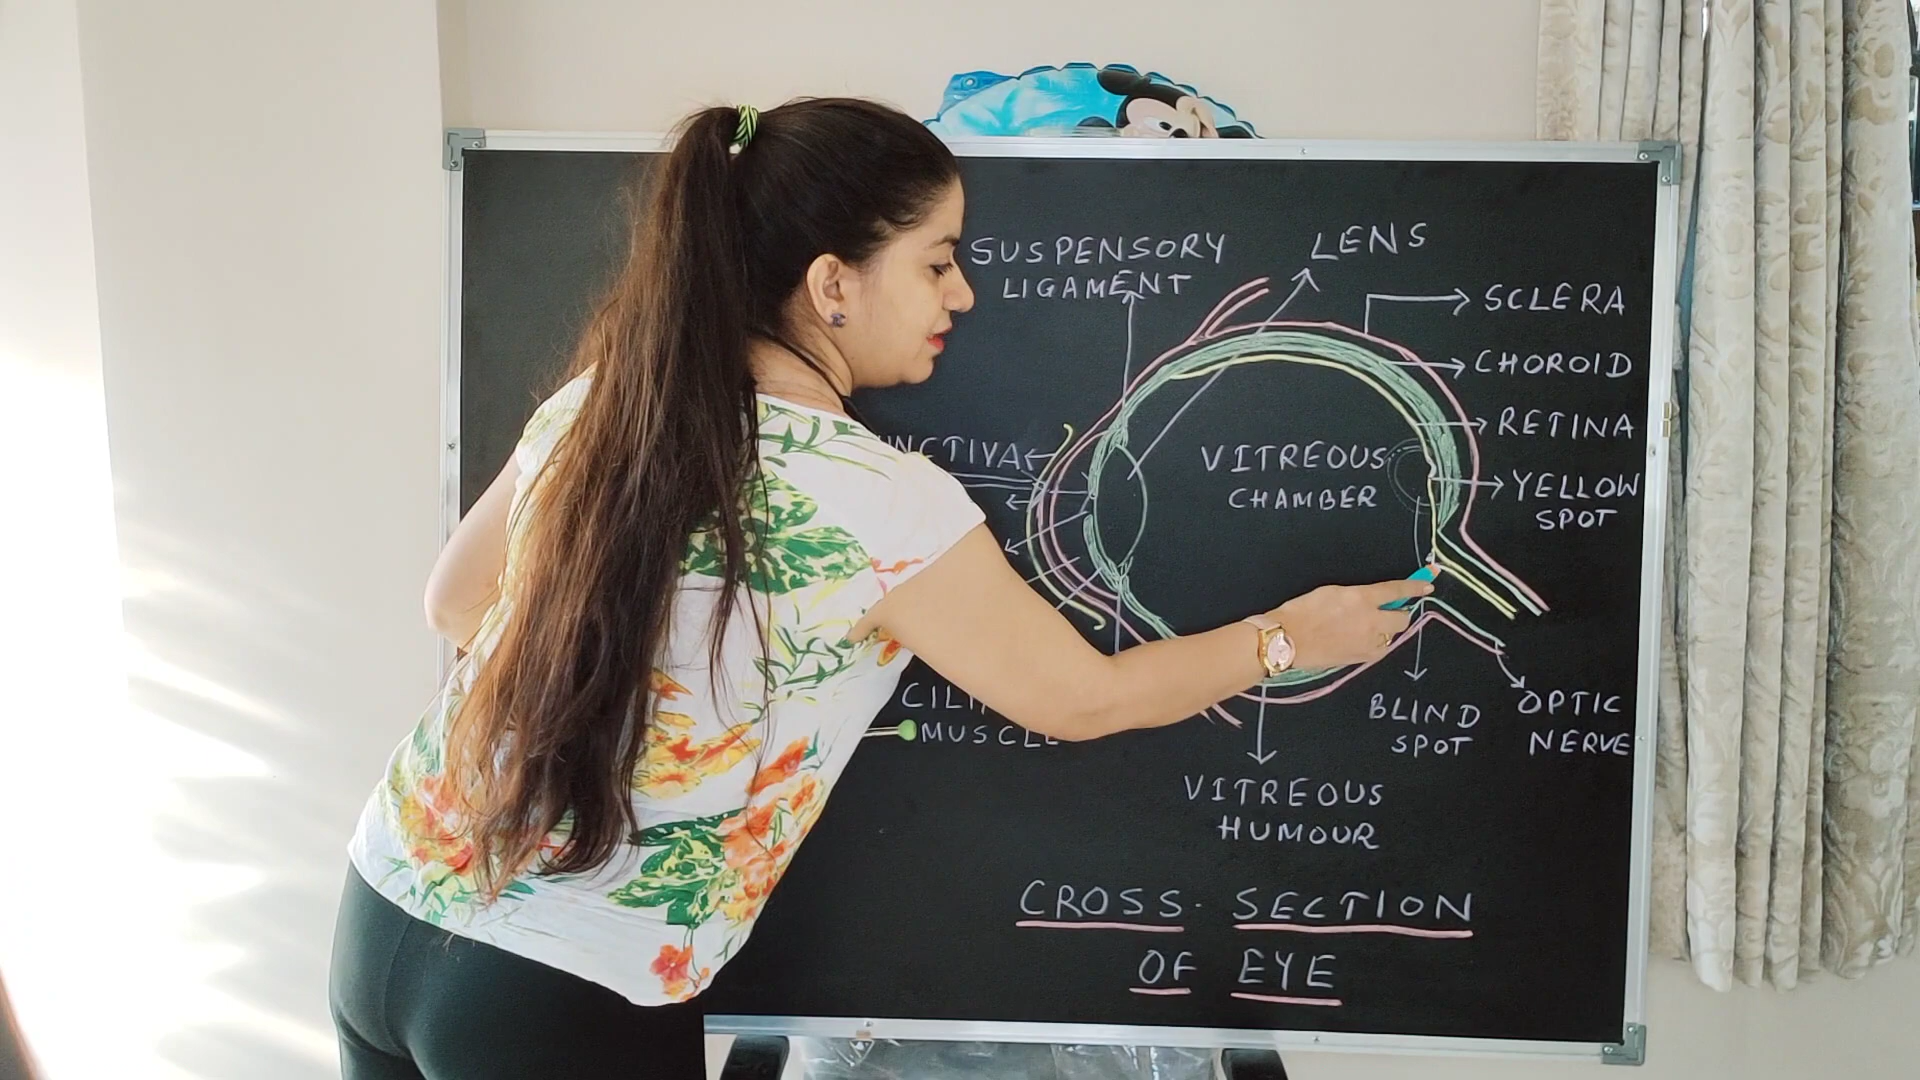 SUSPENSORY
LIGAMENT
LENS
SCLERA
CHOROID
RETINA
YELLOW
SPOT
VITREOUS
CHAMBER
MUSCLE
BLIND
SPOT
OPTIC
NERVE
VITREOUS
HUMOUR
CROSS-SECTION
OF EYE